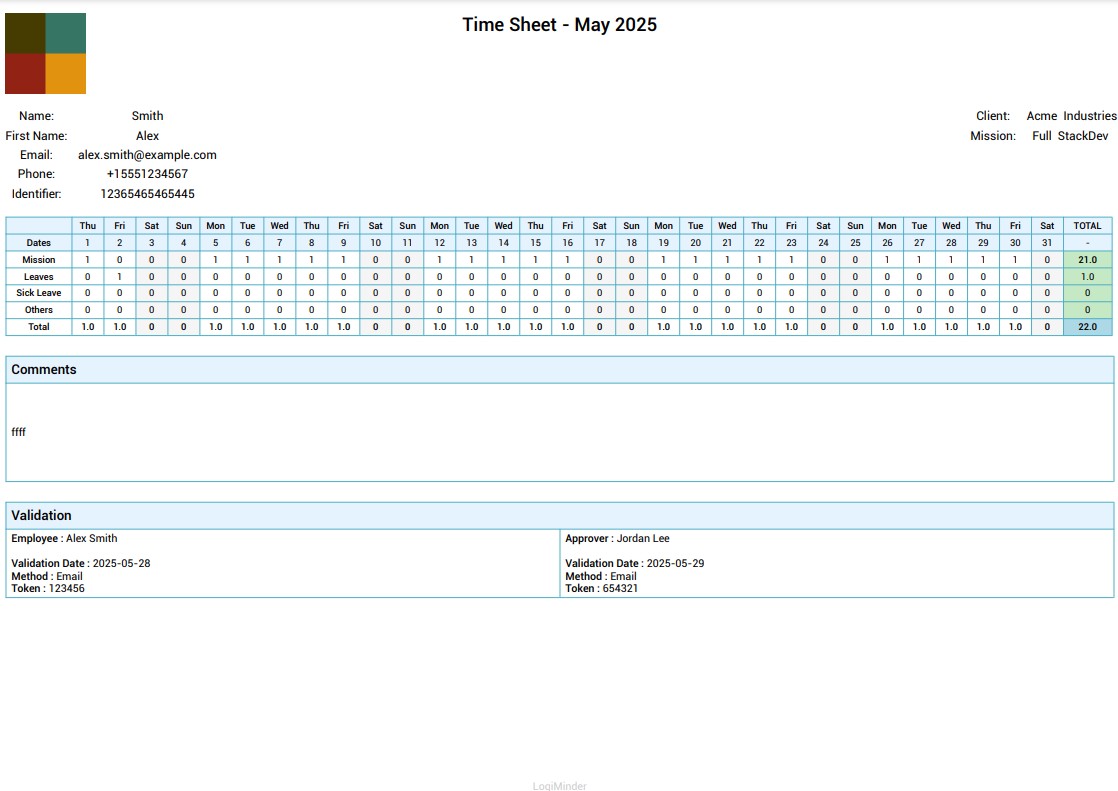 Time Sheet - May 2025
Name: Smith
First Name: Alex
Email: alex.smith@example.com
Phone: +15551234567
Identifier: 12365465465445
Client: Acme Industries
Mission: Full StackDev
Thu Fri Sat Sun Mon Tue Wed Thu Fri Sat Sun Mon Tue Wed Thu Fri Sat Sun Mon Tue Wed Thu Fri Sat Sun Mon Tue Wed Thu Fri Sat TOTAL
Dates 1 2 3 4 5 6 7 8 9 10 11 12 13 14 15 16 17 18 19 20 21 22 23 24 25 26 27 28 29 30 31 -
Mission 1 0 0 0 1 1 1 1 1 0 0 1 1 1 1 1 0 0 1 1 1 1 1 0 0 1 1 1 1 1 0 21.0
Leaves 0 1 0 0 0 0 0 0 0 0 0 0 0 0 0 0 0 0 0 0 0 0 0 0 0 0 0 0 0 0 0 1.0
Sick Leave 0 0 0 0 0 0 0 0 0 0 0 0 0 0 0 0 0 0 0 0 0 0 0 0 0 0 0 0 0 0 0 0
Others 0 0 0 0 0 0 0 0 0 0 0 0 0 0 0 0 0 0 0 0 0 0 0 0 0 0 0 0 0 0 0 0
Total 1.0 1.0 0 0 1.0 1.0 1.0 1.0 1.0 0 0 1.0 1.0 1.0 1.0 1.0 0 0 1.0 1.0 1.0 1.0 1.0 0 0 1.0 1.0 1.0 1.0 1.0 0 22.0
Comments
ffff
Validation
Employee : Alex Smith
Validation Date : 2025-05-28
Method : Email
Token : 123456
Approver : Jordan Lee
Validation Date : 2025-05-29
Method : Email
Token : 654321
LogiMinder